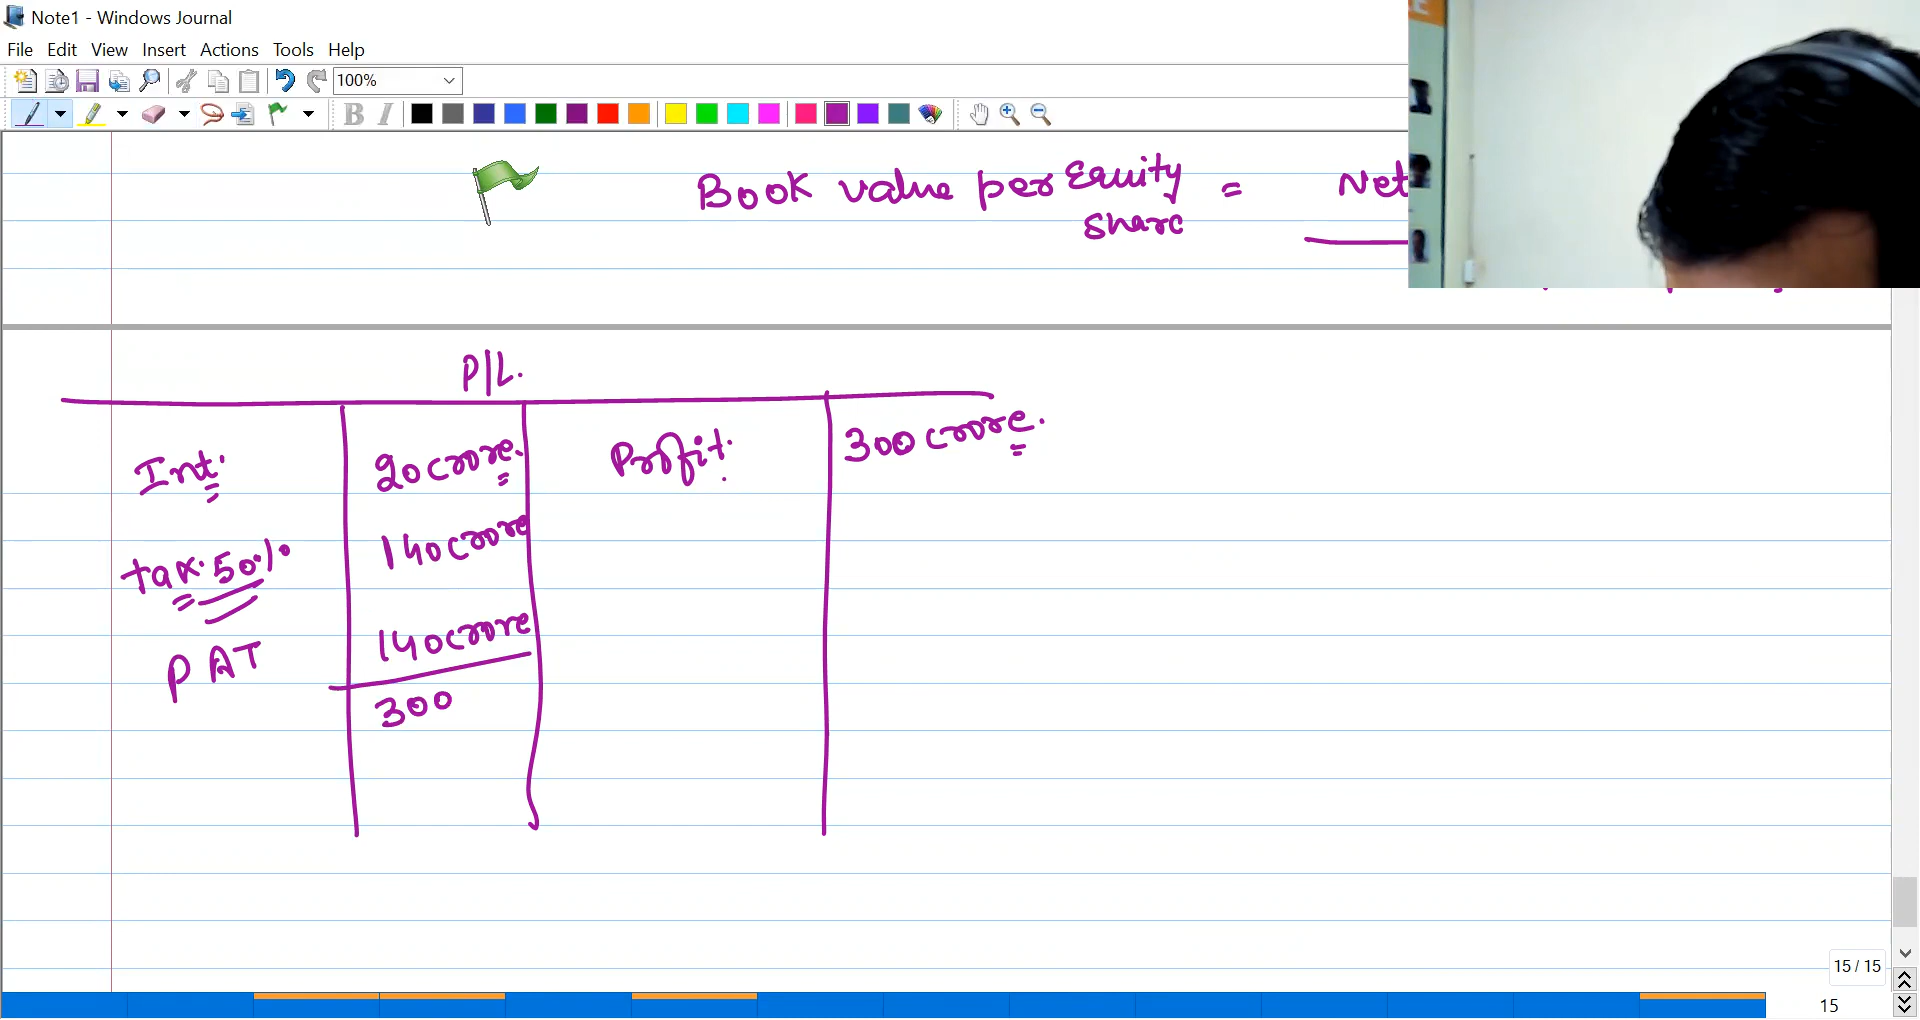 Note1 - Windows Journal
File Edit View Insert Actions Tools Help
100%
B I
Book value per Equity share = Net
P/L.
Int. 20 crore. Profit. 300 crore.
tax. 50% 140 crore
PAT 140 crore
300
15 / 15
15